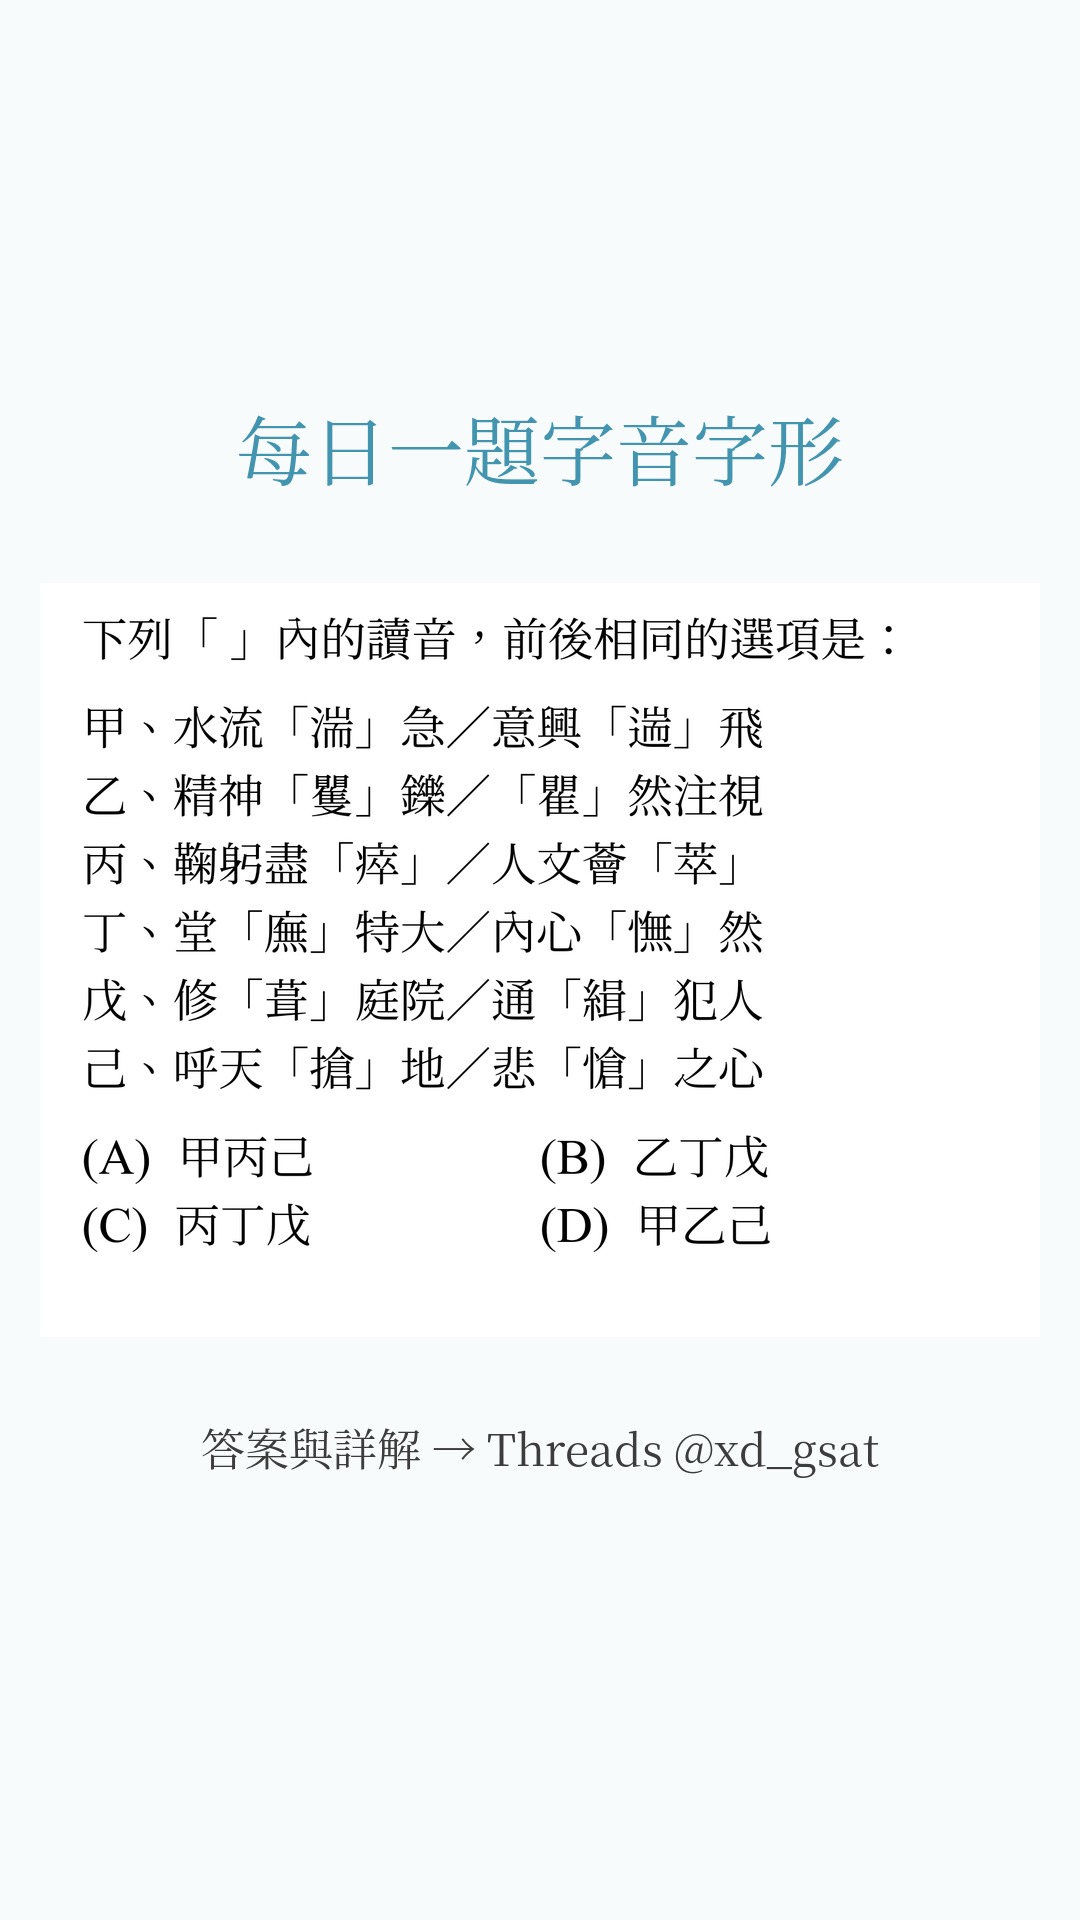 每日一題字音字形
下列「 」內的讀音，前後相同的選項是：
甲、水流「湍」急／意興「遄」飛
乙、精神「矍」鑠／「瞿」然注視
丙、鞠躬盡「瘁」／人文薈「萃」
丁、堂「廡」特大／內心「憮」然
戊、修「葺」庭院／通「緝」犯人
己、呼天「搶」地／悲「愴」之心
(A) 甲丙己 (B) 乙丁戊
(C) 丙丁戊 (D) 甲乙己
答案與詳解 → Threads @xd_gsat